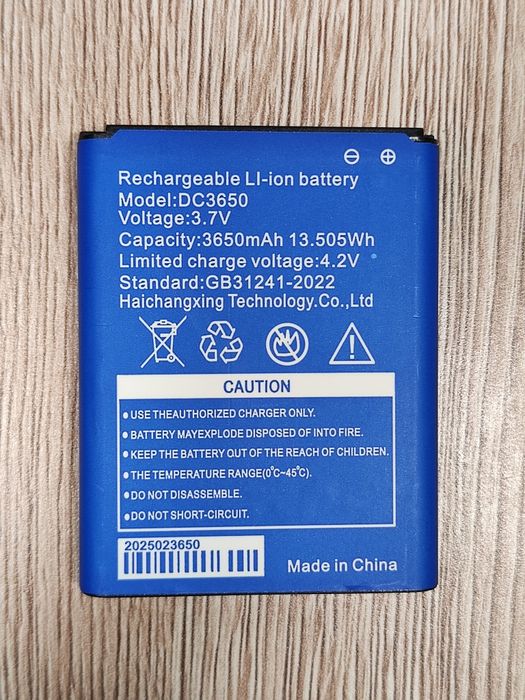 ⊖ ⊕
Rechargeable LI-ion battery
Model:DC3650
Voltage:3.7V
Capacity:3650mAh 13.505Wh
Limited charge voltage:4.2V
Standard:GB31241-2022
Haichangxing Technology.Co.,Ltd
CAUTION
●USE THEAUTHORIZED CHARGER ONLY.
●BATTERY MAYEXPLODE DISPOSED OF INTO FIRE.
●KEEP THE BATTERY OUT OF THE REACH OF CHILDREN.
●THE TEMPERATURE RANGE(0℃~45℃).
●DO NOT DISASSEMBLE.
●DO NOT SHORT-CIRCUIT.
2025023650
Made in China